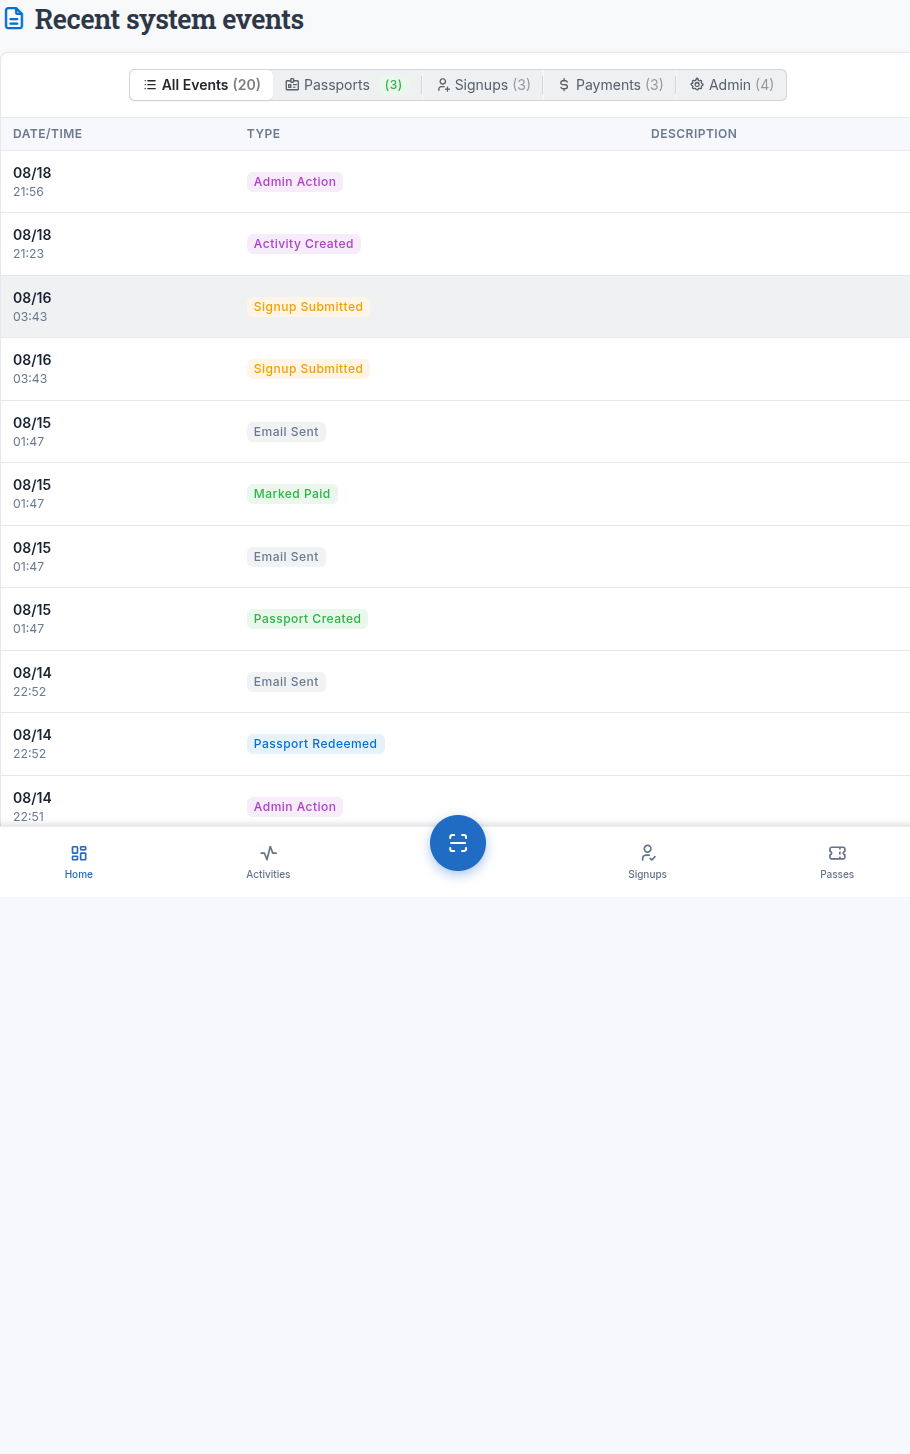 Recent system events
All Events (20) Passports (3) Signups (3) Payments (3) Admin (4)
DATE/TIME TYPE DESCRIPTION
08/18
21:56
Admin Action
08/18
21:23
Activity Created
08/16
03:43
Signup Submitted
08/16
03:43
Signup Submitted
08/15
01:47
Email Sent
08/15
01:47
Marked Paid
08/15
01:47
Email Sent
08/15
01:47
Passport Created
08/14
22:52
Email Sent
08/14
22:52
Passport Redeemed
08/14
22:51
Admin Action
Home Activities Signups Passes